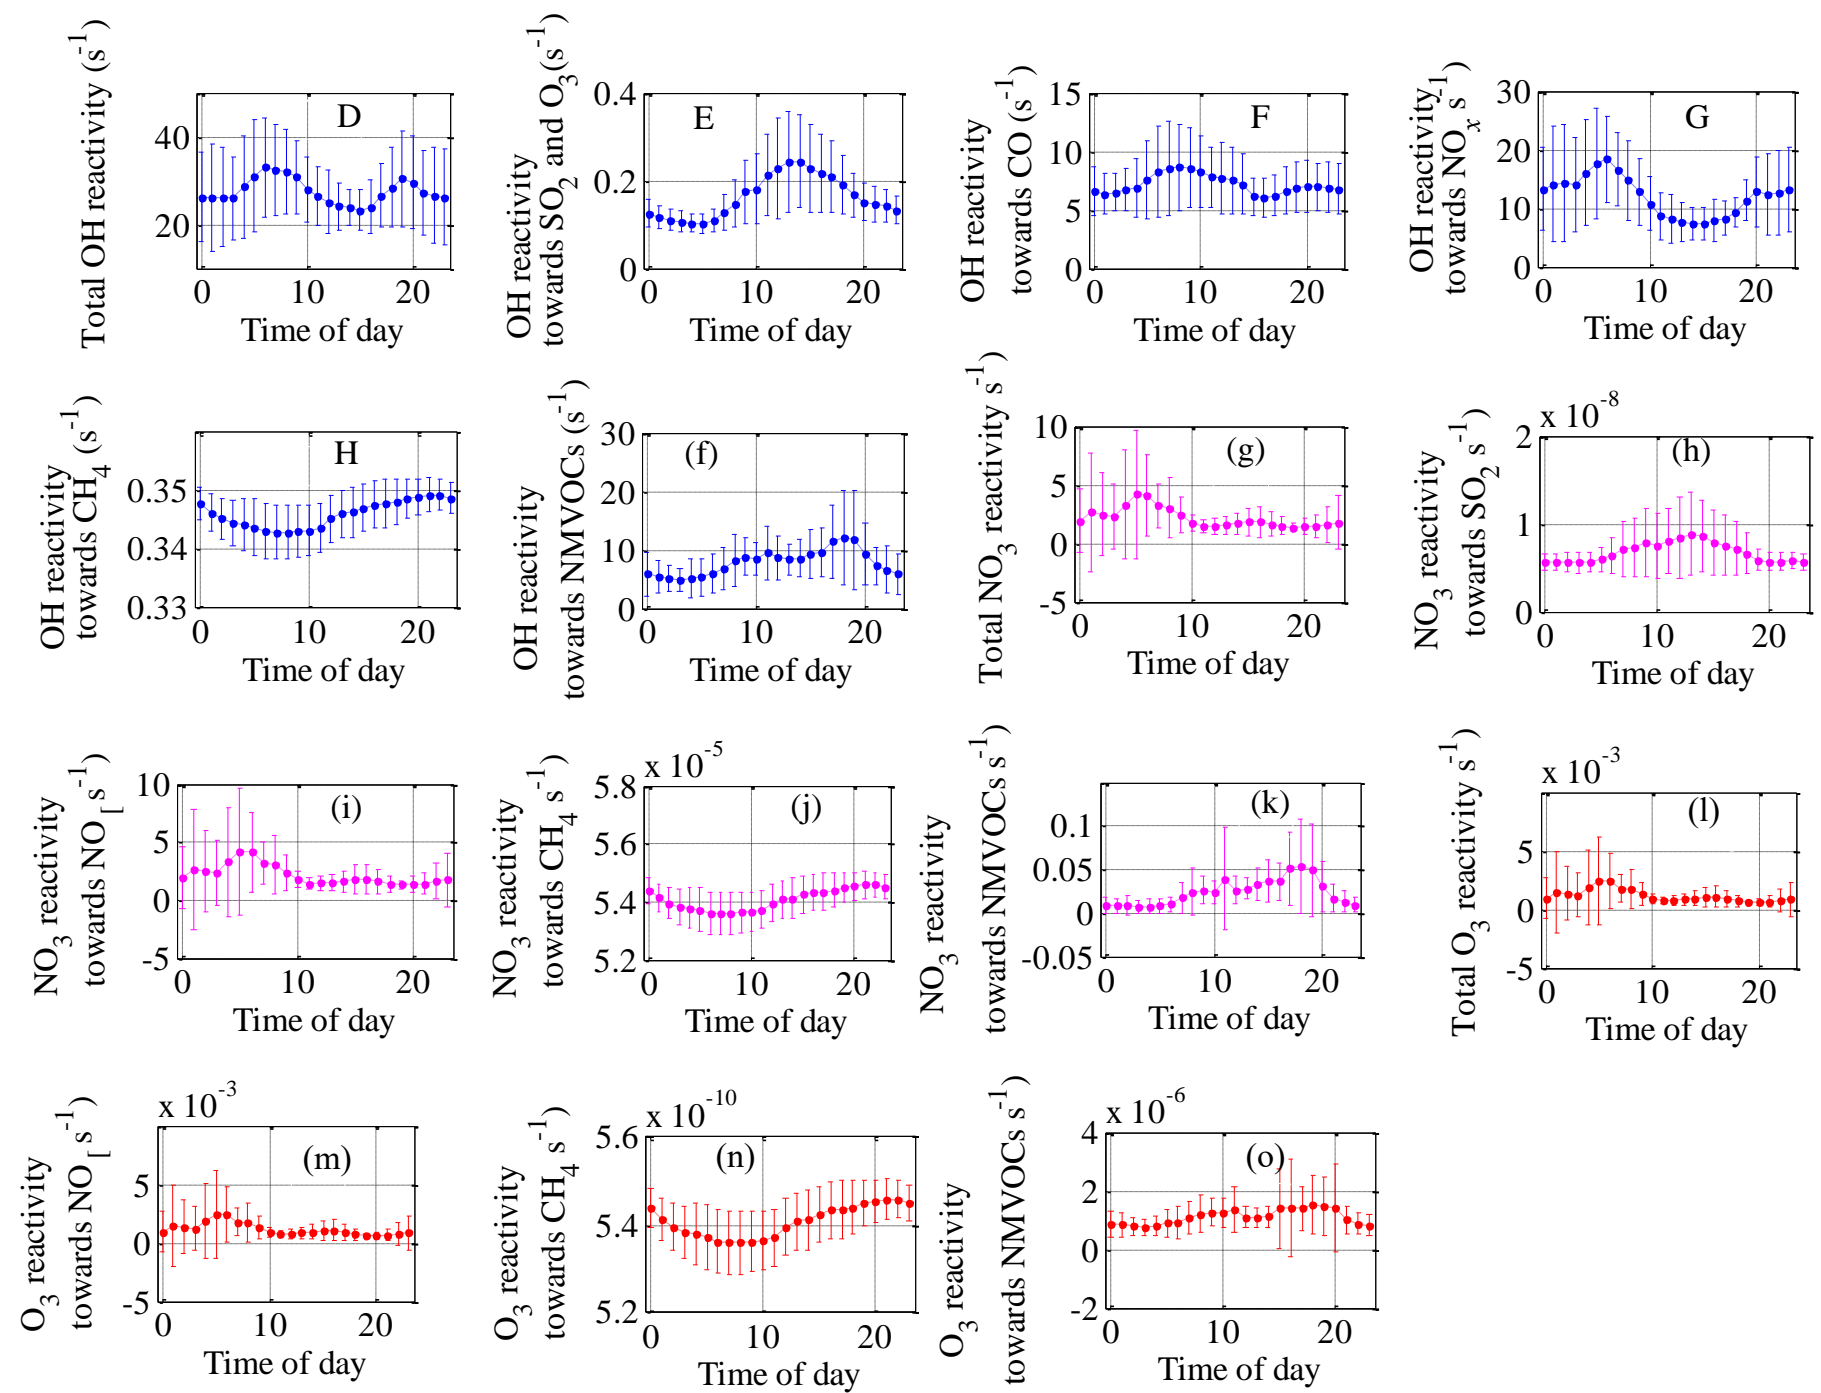 Total OH reactivity (s⁻¹)
40
20
D
0 10 20
Time of day
OH reactivity
towards SO₂ and O₃(s⁻¹)
0.4
0.2
0
E
0 10 20
Time of day
OH reactivity
towards CO (s⁻¹)
15
10
5
0
F
0 10 20
Time of day
OH reactivity
towards NOₓ s⁻¹)
30
20
10
0
G
0 10 20
Time of day
OH reactivity
towards CH₄ (s⁻¹)
0.35
0.34
0.33
H
0 10 20
Time of day
OH reactivity
towards NMVOCs (s⁻¹)
30
20
10
0
(f)
0 10 20
Time of day
Total NO₃ reactivity s⁻¹)
10
5
0
-5
(g)
0 10 20
Time of day
NO₃ reactivity
towards SO₂ s⁻¹)
x 10⁻⁸
2
1
0
(h)
0 10 20
Time of day
NO₃ reactivity
towards NO[ s⁻¹)
10
5
0
-5
(i)
0 10 20
Time of day
NO₃ reactivity
towards CH₄ s⁻¹)
x 10⁻⁵
5.8
5.6
5.4
5.2
(j)
0 10 20
Time of day
NO₃ reactivity
towards NMVOCs s⁻¹)
0.1
0.05
0
-0.05
(k)
0 10 20
Time of day
Total O₃ reactivity s⁻¹)
x 10⁻³
5
0
-5
(l)
0 10 20
Time of day
O₃ reactivity
towards NO[ s⁻¹)
x 10⁻³
5
0
-5
(m)
0 10 20
Time of day
O₃ reactivity
towards CH₄ s⁻¹)
x 10⁻¹⁰
5.6
5.4
5.2
(n)
0 10 20
Time of day
O₃ reactivity
towards NMVOCs s⁻¹)
x 10⁻⁶
4
2
0
-2
(o)
0 10 20
Time of day